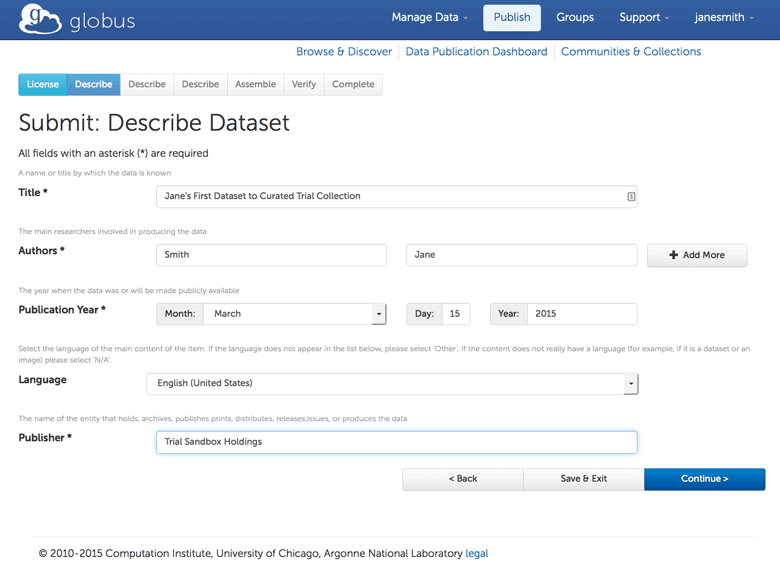 globus
Manage Data Publish Groups Support janesmith
Browse & Discover Data Publication Dashboard Communities & Collections
License Describe Describe Describe Assemble Verify Complete
Submit: Describe Dataset
All fields with an asterisk (*) are required
A name or title by which the data is known
Title * Jane's First Dataset to Curated Trial Collection
The main researchers involved in producing the data
Authors * Smith Jane + Add More
The year when the data was or will be made publicly available
Publication Year * Month: March Day: 15 Year: 2015
Select the language of the main content of the item. If the language does not appear in the list below, please select 'Other'. If the content does not really have a language (for example, if it is a dataset or an
image) please select 'N/A'.
Language English (United States)
The name of the entity that holds, archives, publishes prints, distributes, releases,issues, or produces the data
Publisher * Trial Sandbox Holdings
< Back Save & Exit Continue >
© 2010-2015 Computation Institute, University of Chicago, Argonne National Laboratory legal